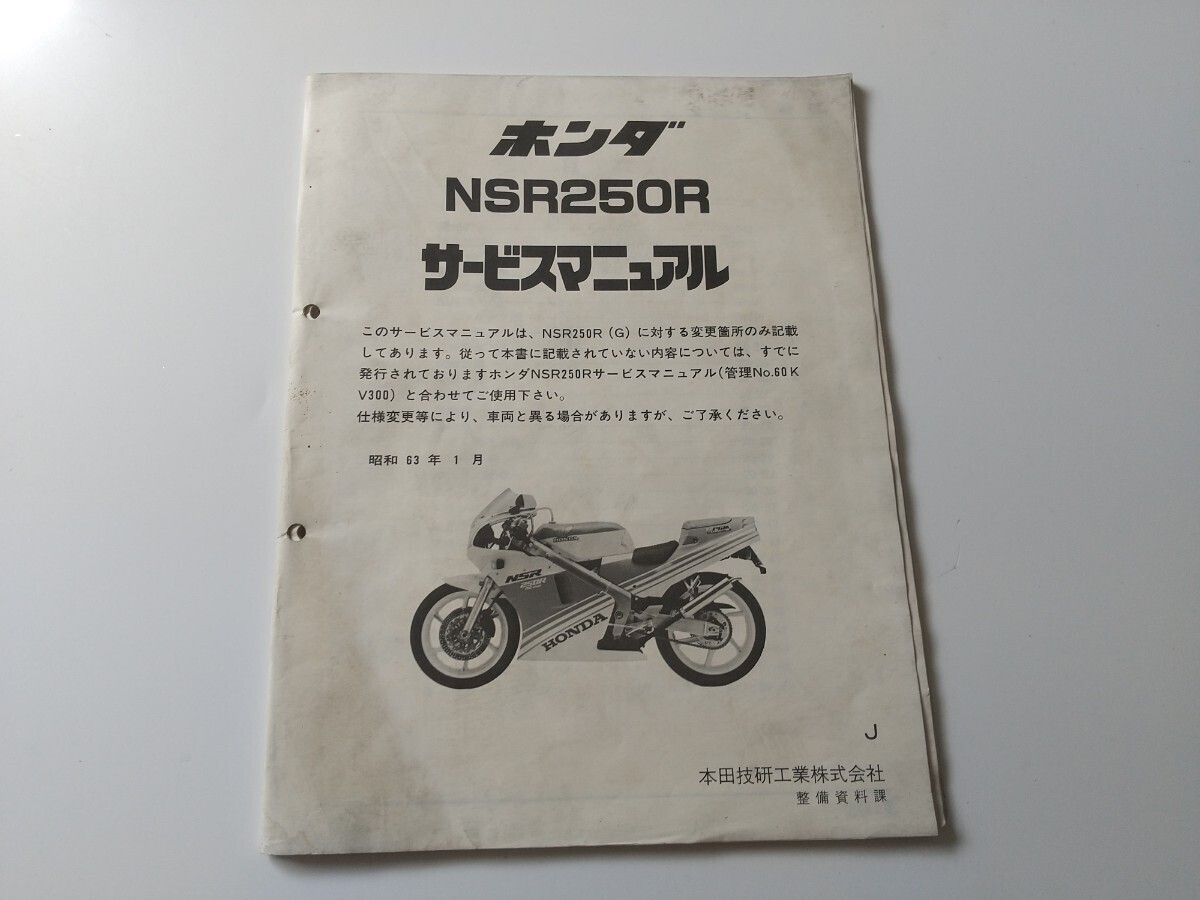 ホンダ
NSR250R
サービスマニュアル
このサービスマニュアルは、NSR250R (G) に対する変更箇所のみ記載
してあります。従って本書に記載されていない内容については、すでに
発行されておりますホンダNSR250Rサービスマニュアル(管理No.60K
V300) と合わせてご使用下さい。
仕様変更等により、車両と異る場合がありますが、ご了承ください。
昭和 63 年 1 月
HONDA
NSR
250R
HONDA
J
本田技研工業株式会社
整備資料課